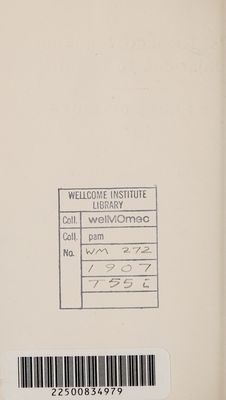 WELLCOME INSTITUTE
LIBRARY
Coll. welMOmec
Coll. pam
No. WM 272
1907
T55i
22500834979